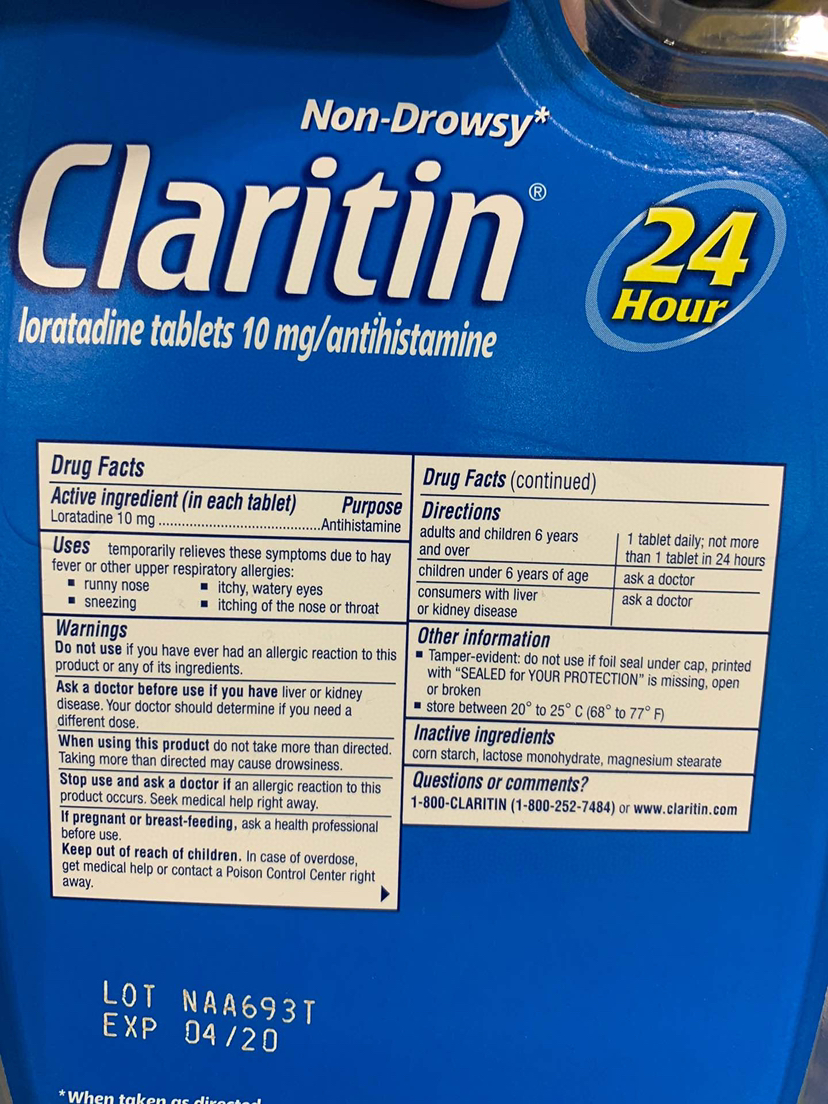 Non-Drowsy*
Claritin®
24
Hour
loratadine tablets 10 mg/antihistamine
Drug Facts
Active ingredient (in each tablet) Purpose
Loratadine 10 mg ................................................Antihistamine
Uses temporarily relieves these symptoms due to hay
fever or other upper respiratory allergies:
■ runny nose ■ itchy, watery eyes
■ sneezing ■ itching of the nose or throat
Warnings
Do not use if you have ever had an allergic reaction to this
product or any of its ingredients.
Ask a doctor before use if you have liver or kidney
disease. Your doctor should determine if you need a
different dose.
When using this product do not take more than directed.
Taking more than directed may cause drowsiness.
Stop use and ask a doctor if an allergic reaction to this
product occurs. Seek medical help right away.
If pregnant or breast-feeding, ask a health professional
before use.
Keep out of reach of children. In case of overdose,
get medical help or contact a Poison Control Center right
away.
Drug Facts (continued)
Directions
adults and children 6 years
and over
1 tablet daily; not more
than 1 tablet in 24 hours
children under 6 years of age
ask a doctor
consumers with liver
or kidney disease
ask a doctor
Other information
■ Tamper-evident: do not use if foil seal under cap, printed
with “SEALED for YOUR PROTECTION” is missing, open
or broken
■ store between 20° to 25° C (68° to 77° F)
Inactive ingredients
corn starch, lactose monohydrate, magnesium stearate
Questions or comments?
1-800-CLARITIN (1-800-252-7484) or www.claritin.com
LOT NAA693T
EXP 04/20
*When taken as directed